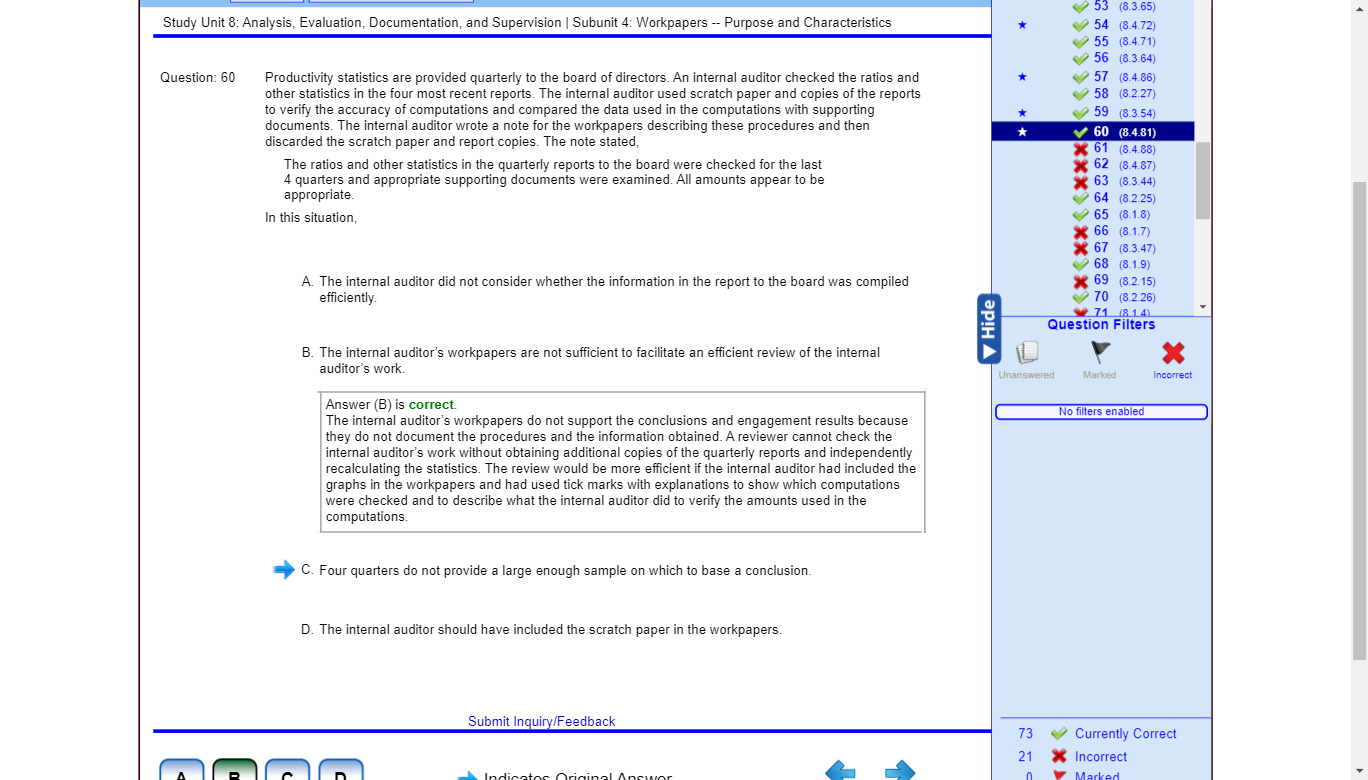 Study Unit 8: Analysis, Evaluation, Documentation, and Supervision | Subunit 4: Workpapers -- Purpose and Characteristics
Question: 60
Productivity statistics are provided quarterly to the board of directors. An internal auditor checked the ratios and
other statistics in the four most recent reports. The internal auditor used scratch paper and copies of the reports
to verify the accuracy of computations and compared the data used in the computations with supporting
documents. The internal auditor wrote a note for the workpapers describing these procedures and then
discarded the scratch paper and report copies. The note stated,
The ratios and other statistics in the quarterly reports to the board were checked for the last
4 quarters and appropriate supporting documents were examined. All amounts appear to be
appropriate.
In this situation,
A. The internal auditor did not consider whether the information in the report to the board was compiled
efficiently.
B. The internal auditor's workpapers are not sufficient to facilitate an efficient review of the internal
auditor's work.
Answer (B) is correct.
The internal auditor's workpapers do not support the conclusions and engagement results because
they do not document the procedures and the information obtained. A reviewer cannot check the
internal auditor's work without obtaining additional copies of the quarterly reports and independently
recalculating the statistics. The review would be more efficient if the internal auditor had included the
graphs in the workpapers and had used tick marks with explanations to show which computations
were checked and to describe what the internal auditor did to verify the amounts used in the
computations.
C. Four quarters do not provide a large enough sample on which to base a conclusion.
D. The internal auditor should have included the scratch paper in the workpapers.
Submit Inquiry/Feedback
A B C D
Indicates Original Answer
53 (8.3.65)
54 (8.4.72)
55 (8.4.71)
56 (8.3.64)
57 (8.4.86)
58 (8.2.27)
59 (8.3.54)
60 (8.4.81)
61 (8.4.88)
62 (8.4.87)
63 (8.3.44)
64 (8.2.25)
65 (8.1.8)
66 (8.1.7)
67 (8.3.47)
68 (8.1.9)
69 (8.2.15)
70 (8.2.26)
71 (8.1.4)
Hide
Question Filters
Unanswered Marked Incorrect
No filters enabled
73 Currently Correct
21 Incorrect
0 Marked